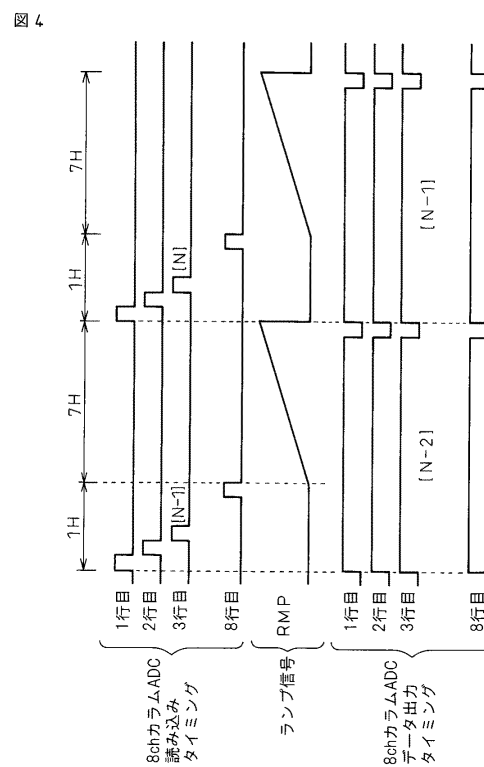 図 4
1H
7H
1H
7H
8chカラムADC
読み込み
タイミング
1行目
2行目
3行目
8行目
[N-1]
[N]
ランプ信号
RMP
8chカラムADC
データ出力
タイミング
1行目
2行目
3行目
8行目
[N-2]
[N-1]